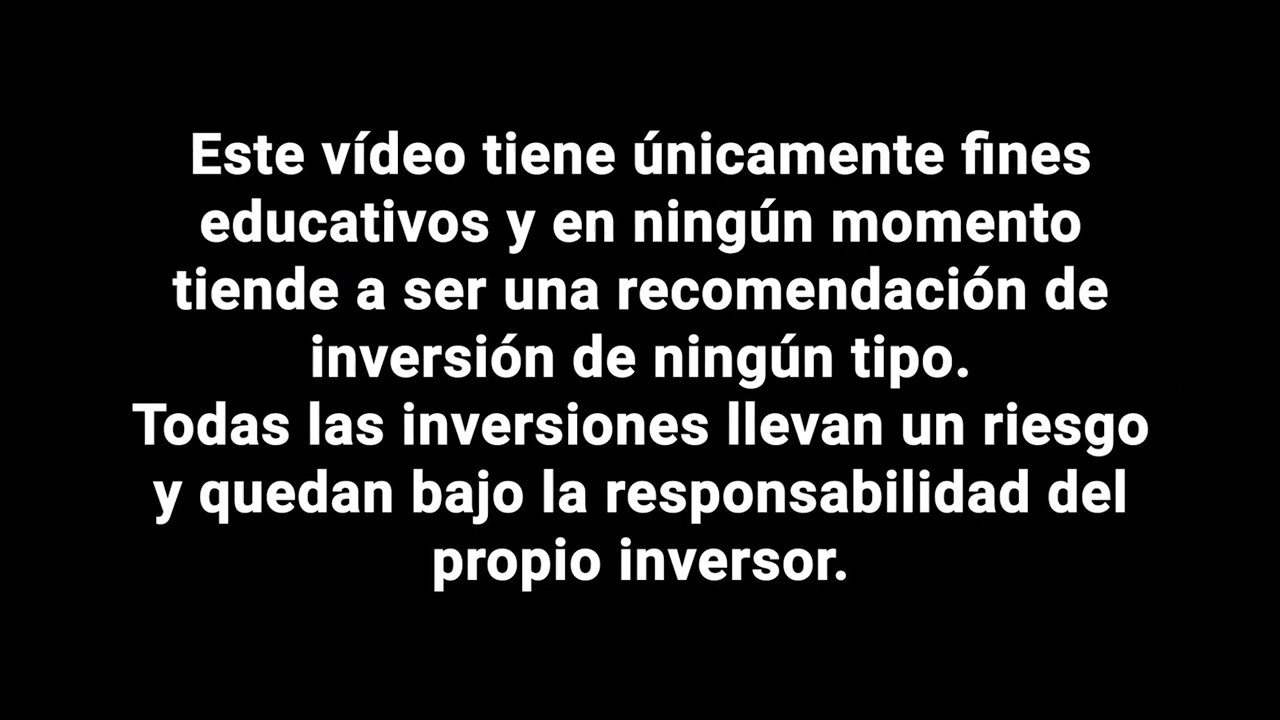 Este vídeo tiene únicamente fines
educativos y en ningún momento
tiende a ser una recomendación de
inversión de ningún tipo.
Todas las inversiones llevan un riesgo
y quedan bajo la responsabilidad del
propio inversor.